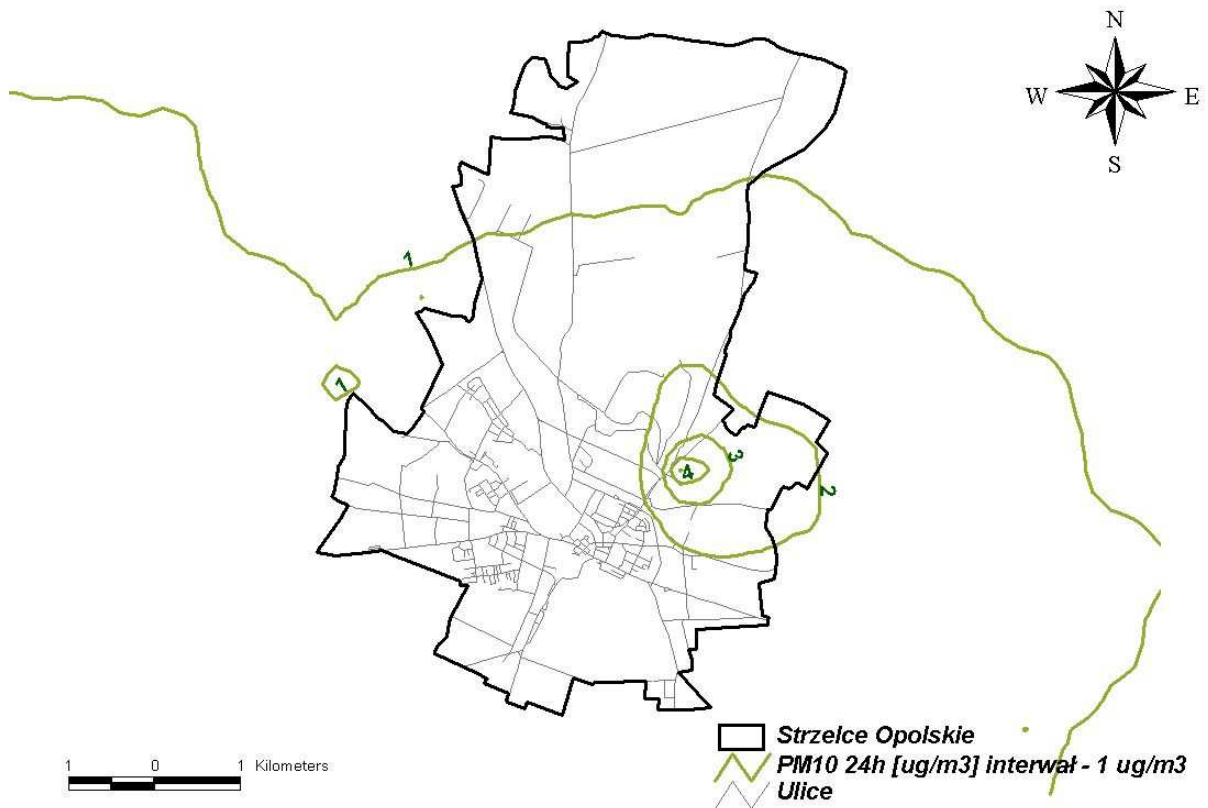 N
W E
S
1
1
3
4
2
1 0 1 Kilometers
Strzelce Opolskie
PM10 24h [ug/m3] interwał - 1 ug/m3
Ulice